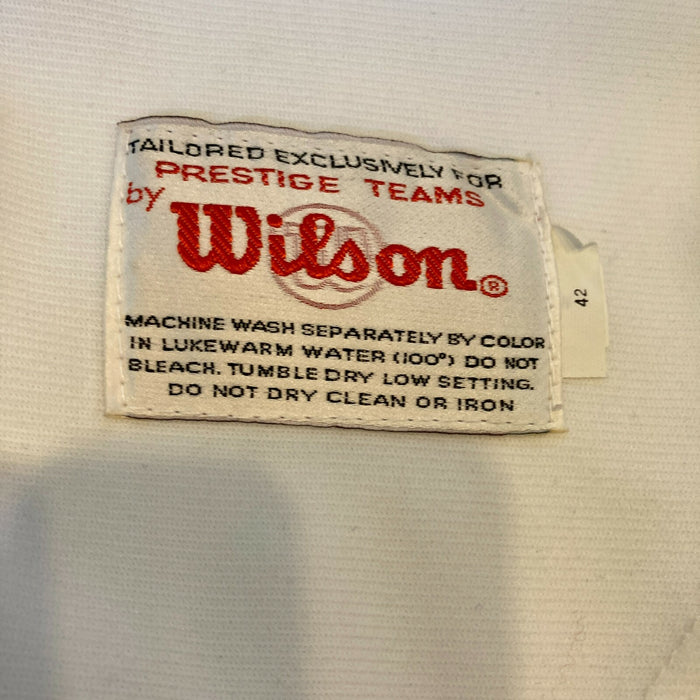 TAILORED EXCLUSIVELY FOR
PRESTIGE TEAMS
by Wilson®
MACHINE WASH SEPARATELY BY COLOR
IN LUKEWARM WATER (100°) DO NOT
BLEACH. TUMBLE DRY LOW SETTING.
DO NOT DRY CLEAN OR IRON
42